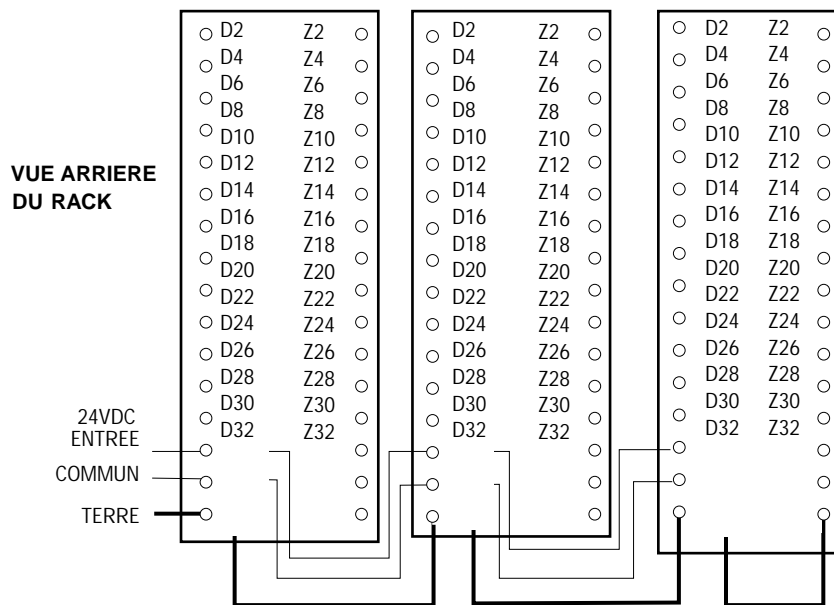 D2 Z2 D2 Z2 D2 Z2
D4 Z4 D4 Z4 D4 Z4
D6 Z6 D6 Z6 D6 Z6
D8 Z8 D8 Z8 D8 Z8
D10 Z10 D10 Z10 D10 Z10
D12 Z12 D12 Z12 D12 Z12
VUE ARRIERE
DU RACK
D14 Z14 D14 Z14 D14 Z14
D16 Z16 D16 Z16 D16 Z16
D18 Z18 D18 Z18 D18 Z18
D20 Z20 D20 Z20 D20 Z20
D22 Z22 D22 Z22 D22 Z22
D24 Z24 D24 Z24 D24 Z24
D26 Z26 D26 Z26 D26 Z26
D28 Z28 D28 Z28 D28 Z28
D30 Z30 D30 Z30 D30 Z30
D32 Z32 D32 Z32 D32 Z32
24VDC
ENTREE
COMMUN
TERRE